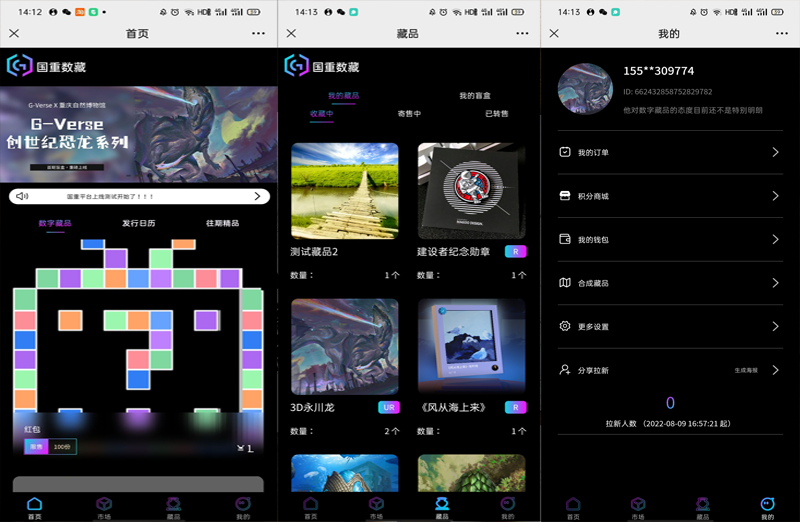 14:12
HD
首页
国重数藏
G-Verse X 重庆自然博物馆
G-Verse
创世纪恐龙系列
国重平台上线测试开始了！！！
数字藏品
发行日历
往期精品
红包
限售
100份
¥ 1
首页
市场
藏品
我的
14:13
HD
藏品
国重数藏
我的藏品
我的盲盒
收藏中
寄售中
已转售
测试藏品2
数量：
1 个
建设者纪念勋章
R
数量：
1 个
3D永川龙
UR
数量：
2 个
《风从海上来》
R
数量：
1 个
首页
市场
藏品
我的
14:13
HD
我的
155**309774
ID: 662432858752829782
他对数字藏品的态度目前还不是特别明朗
我的订单
积分商城
我的钱包
合成藏品
更多设置
分享拉新
生成海报
0
拉新人数 （2022-08-09 16:57:21 起）
首页
市场
藏品
我的